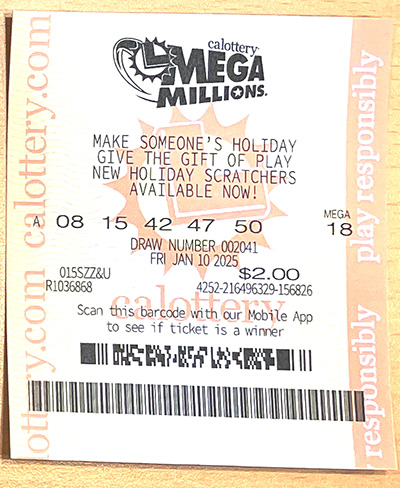 calottery
MEGA
MILLIONS.
MAKE SOMEONE'S HOLIDAY
GIVE THE GIFT OF PLAY
NEW HOLIDAY SCRATCHERS
AVAILABLE NOW!
A 08 15 42 47 50 MEGA 18
DRAW NUMBER 002041
FRI JAN 10 2025
015SZZ&U $2.00
R1036868 4252-216496329-156826
calottery
Scan this barcode with our Mobile App
to see if ticket is a winner
calottery.com
ottery.com
play responsibly
responsibly